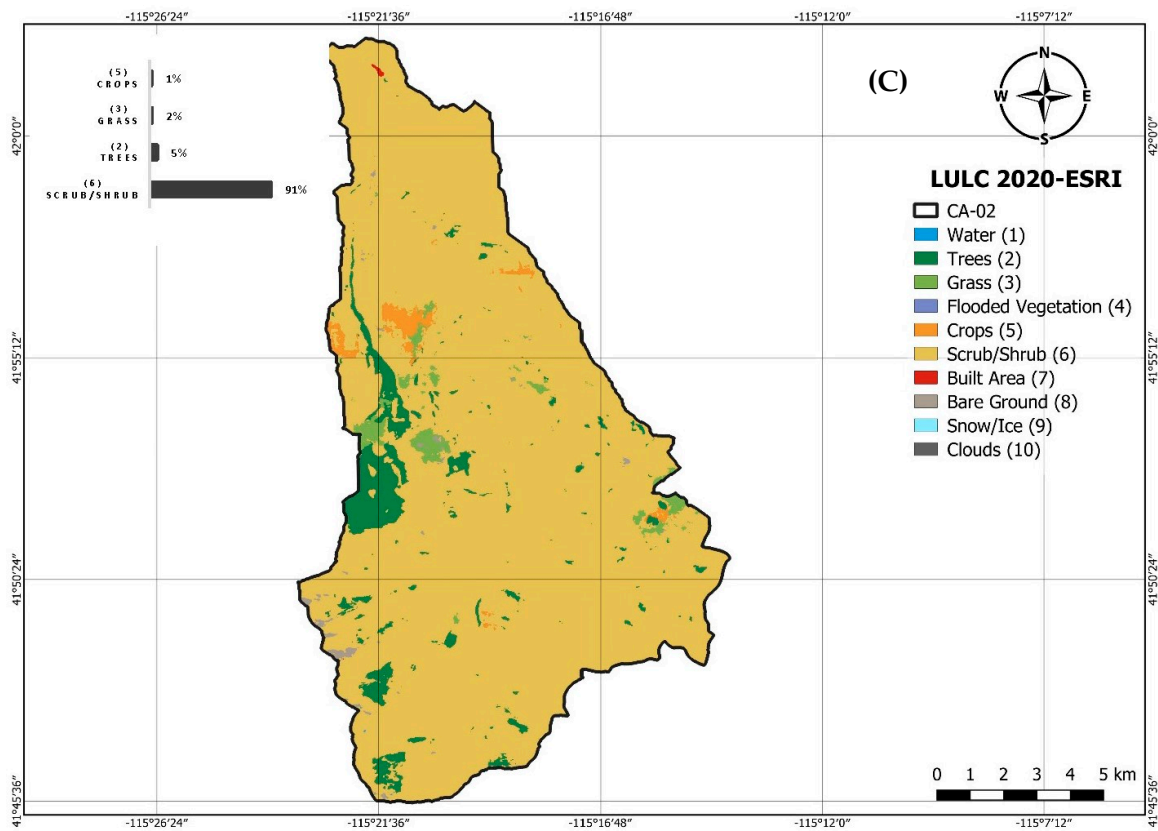 -115°26'24"
-115°21'36"
-115°16'48"
-115°12'0"
-115°7'12"
(5)
CROPS
1%
(3)
GRASS
2%
(2)
TREES
5%
(6)
SCRUB/SHRUB
91%
(C)
N
W
E
S
42°0'0"
42°0'0"
LULC 2020-ESRI
CA-02
Water (1)
Trees (2)
Grass (3)
Flooded Vegetation (4)
Crops (5)
Scrub/Shrub (6)
Built Area (7)
Bare Ground (8)
Snow/Ice (9)
Clouds (10)
41°55'12"
41°55'12"
41°50'24"
41°50'24"
0 1 2 3 4 5 km
41°45'36"
41°45'36"
-115°26'24"
-115°21'36"
-115°16'48"
-115°12'0"
-115°7'12"